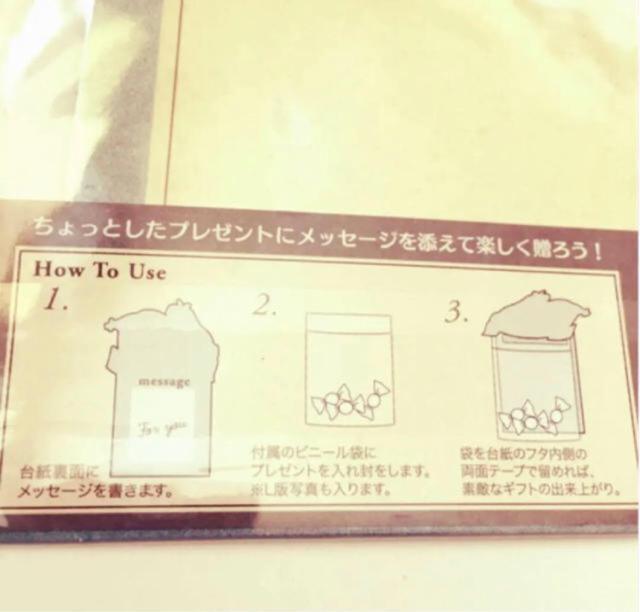 ちょっとしたプレゼントにメッセージを添えて楽しく贈ろう！
How To Use
1.
message
For you
台紙裏面に
メッセージを書きます。
2.
付属のビニール袋に
プレゼントを入れ封をします。
※L版写真も入ります。
3.
袋を台紙のフタ内側の
両面テープで留めれば、
素敵なギフトの出来上がり。